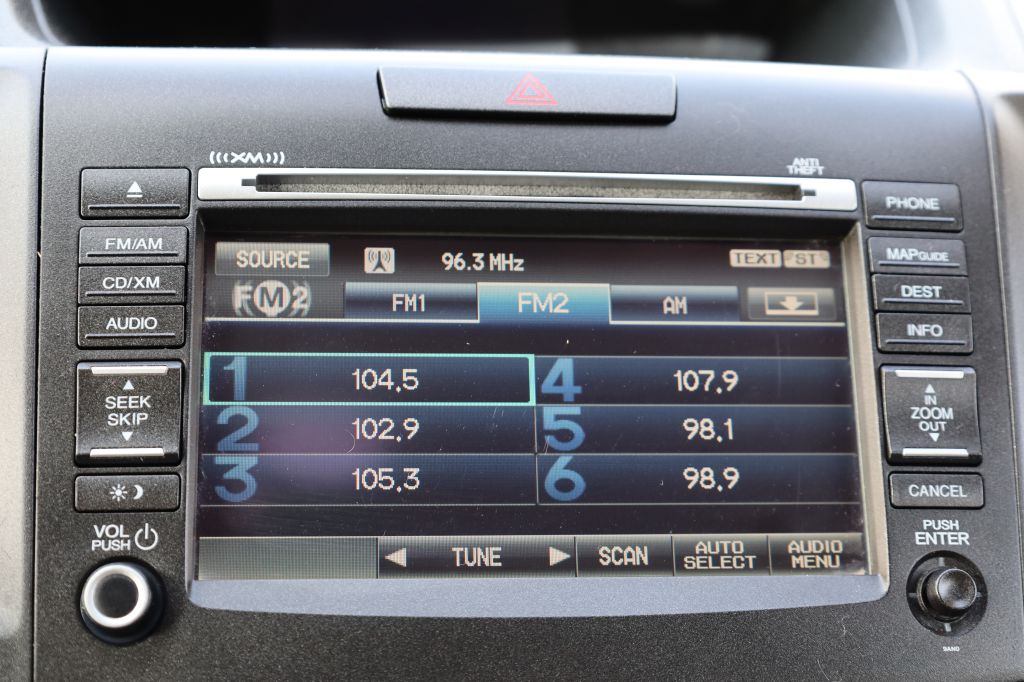 (((XM)))
ANTI
THEFT
PHONE
FM/AM
MAP GUIDE
SOURCE
96.3 MHz
TEXT
ST
CD/XM
FM2
FM1
FM2
AM
DEST
AUDIO
INFO
1 104.5
4 107.9
SEEK
SKIP
IN
ZOOM
OUT
2 102.9
5 98.1
3 105.3
6 98.9
CANCEL
VOL
PUSH
PUSH
ENTER
TUNE
SCAN
AUTO
SELECT
AUDIO
MENU
BAND